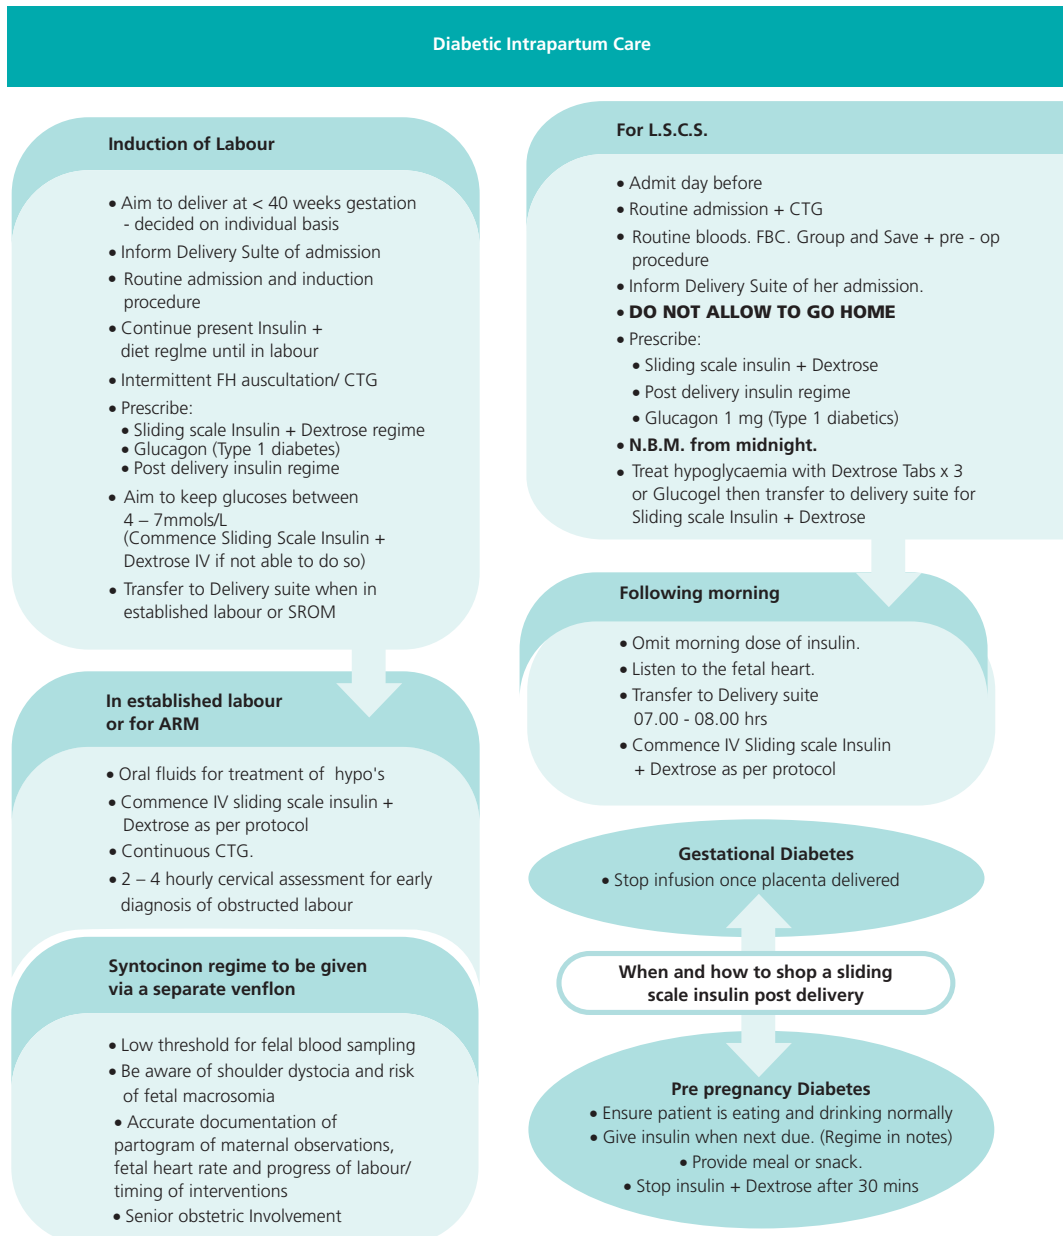 Diabetic Intrapartum Care
Induction of Labour
• Aim to deliver at < 40 weeks gestation
- decided on individual basis
• Inform Delivery Sulte of admission
• Routine admission and induction
procedure
• Continue present Insulin +
diet reglme until in labour
• Intermittent FH auscultation/ CTG
• Prescribe:
• Sliding scale Insulin + Dextrose regime
• Glucagon (Type 1 diabetes)
• Post delivery insulin regime
• Aim to keep glucoses between
4 – 7mmols/L
(Commence Sliding Scale Insulin +
Dextrose IV if not able to do so)
• Transfer to Delivery suite when in
established labour or SROM
In established labour
or for ARM
• Oral fluids for treatment of hypo's
• Commence IV sliding scale insulin +
Dextrose as per protocol
• Continuous CTG.
• 2 – 4 hourly cervical assessment for early
diagnosis of obstructed labour
Syntocinon regime to be given
via a separate venflon
• Low threshold for felal blood sampling
• Be aware of shoulder dystocia and risk
of fetal macrosomia
• Accurate documentation of
partogram of maternal observations,
fetal heart rate and progress of labour/
timing of interventions
• Senior obstetric Involvement
For L.S.C.S.
• Admit day before
• Routine admission + CTG
• Routine bloods. FBC. Group and Save + pre - op
procedure
• Inform Delivery Suite of her admission.
• DO NOT ALLOW TO GO HOME
• Prescribe:
• Sliding scale insulin + Dextrose
• Post delivery insulin regime
• Glucagon 1 mg (Type 1 diabetics)
• N.B.M. from midnight.
• Treat hypoglycaemia with Dextrose Tabs x 3
or Glucogel then transfer to delivery suite for
Sliding scale Insulin + Dextrose
Following morning
• Omit morning dose of insulin.
• Listen to the fetal heart.
• Transfer to Delivery suite
07.00 - 08.00 hrs
• Commence IV Sliding scale Insulin
+ Dextrose as per protocol
Gestational Diabetes
• Stop infusion once placenta delivered
When and how to shop a sliding
scale insulin post delivery
Pre pregnancy Diabetes
• Ensure patient is eating and drinking normally
• Give insulin when next due. (Regime in notes)
• Provide meal or snack.
• Stop insulin + Dextrose after 30 mins